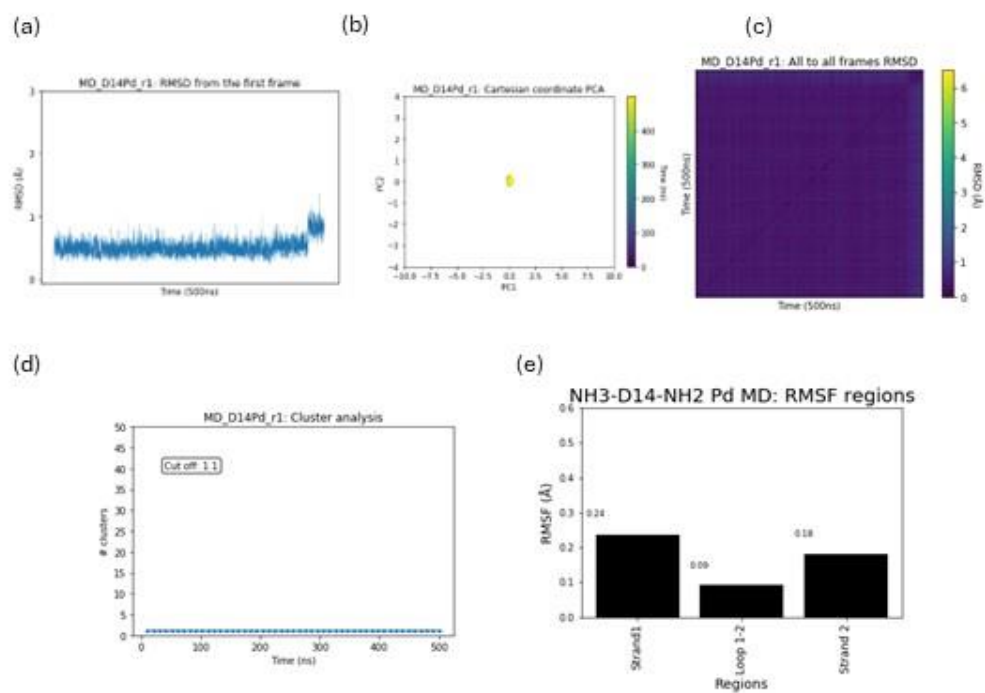 (a)
MD_D14Pd_r1: RMSD from the first frame
3
2
1
0
RMSD (Å)
Time (500ns)
(b)
MD_D14Pd_r1: Cartesian coordinate PCA
4
3
2
1
0
−1
−2
−3
−4
PC2
−10.0 −7.5 −5.0 −2.5 0.0 2.5 5.0 7.5 10.0
PC1
400
300
200
100
0
Time (ns)
(c)
MD_D14Pd_r1: All to all frames RMSD
Time (500ns)
Time (500ns)
6
5
4
3
2
1
0
RMSD (Å)
(d)
MD_D14Pd_r1: Cluster analysis
50
45
40
35
30
25
20
15
10
5
0
Cut off: 1.1
# clusters
0 100 200 300 400 500
Time (ns)
(e)
NH3-D14-NH2 Pd MD: RMSF regions
0.6
0.5
0.4
0.3
0.2
0.1
0.0
RMSF (Å)
0.24
0.09
0.18
Strand1
Loop 1-2
Strand 2
Regions